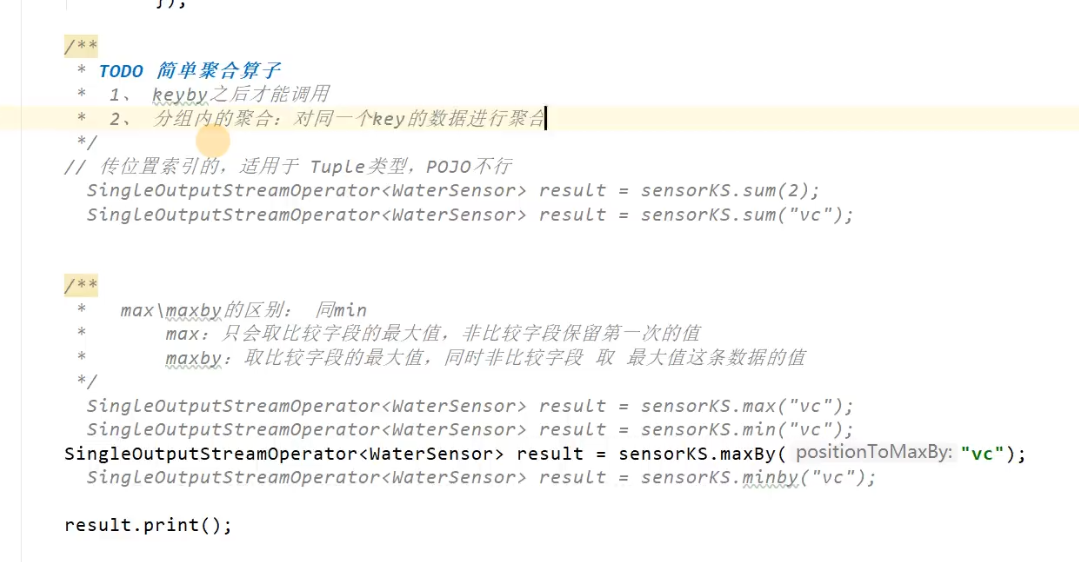 });
/**
* TODO 简单聚合算子
* 1、 keyby之后才能调用
* 2、 分组内的聚合：对同一个key的数据进行聚合
*/
// 传位置索引的，适用于 Tuple类型，POJO不行
SingleOutputStreamOperator<WaterSensor> result = sensorKS.sum(2);
SingleOutputStreamOperator<WaterSensor> result = sensorKS.sum("vc");
/**
* max\maxby的区别： 同min
* max：只会取比较字段的最大值，非比较字段保留第一次的值
* maxby：取比较字段的最大值，同时非比较字段 取 最大值这条数据的值
*/
SingleOutputStreamOperator<WaterSensor> result = sensorKS.max("vc");
SingleOutputStreamOperator<WaterSensor> result = sensorKS.min("vc");
SingleOutputStreamOperator<WaterSensor> result = sensorKS.maxBy( positionToMaxBy: "vc");
SingleOutputStreamOperator<WaterSensor> result = sensorKS.minby("vc");
result.print();